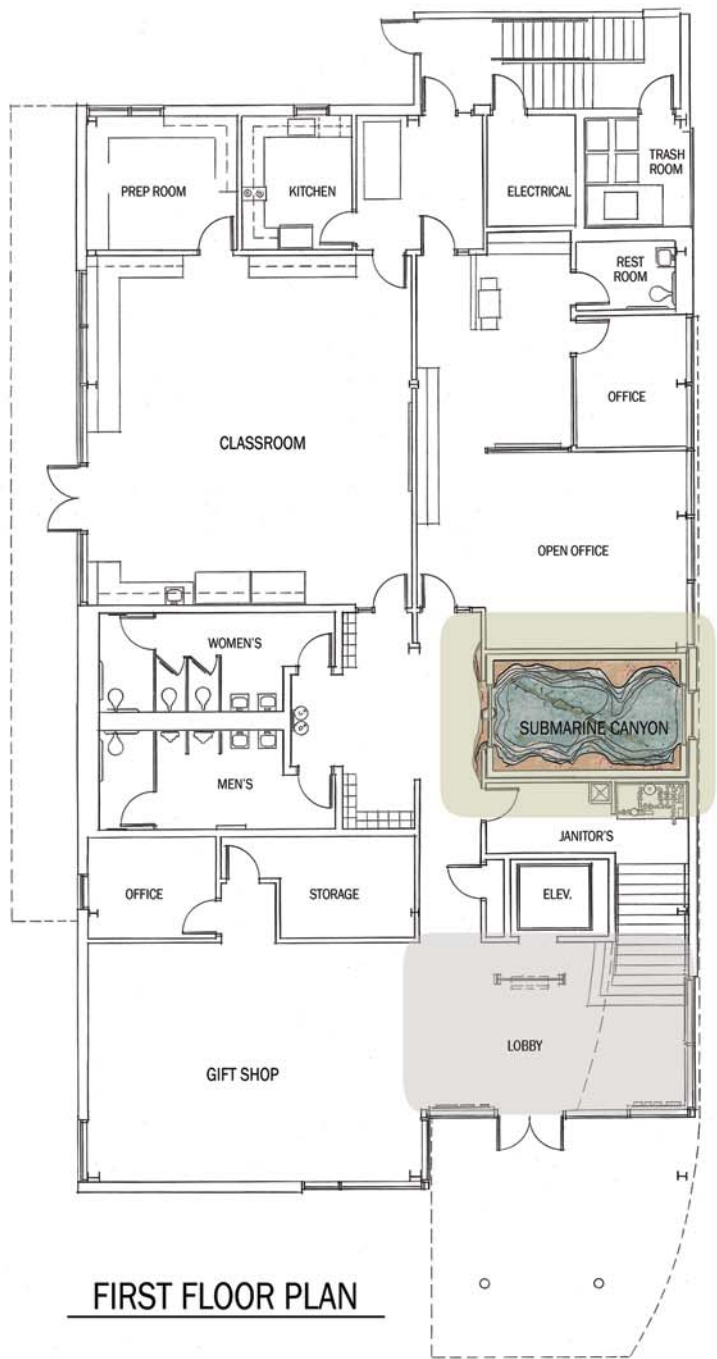 TRASH
ROOM
PREP ROOM
KITCHEN
ELECTRICAL
REST
ROOM
OFFICE
CLASSROOM
OPEN OFFICE
WOMEN'S
SUBMARINE CANYON
MEN'S
JANITOR'S
OFFICE
STORAGE
ELEV.
LOBBY
GIFT SHOP
FIRST FLOOR PLAN